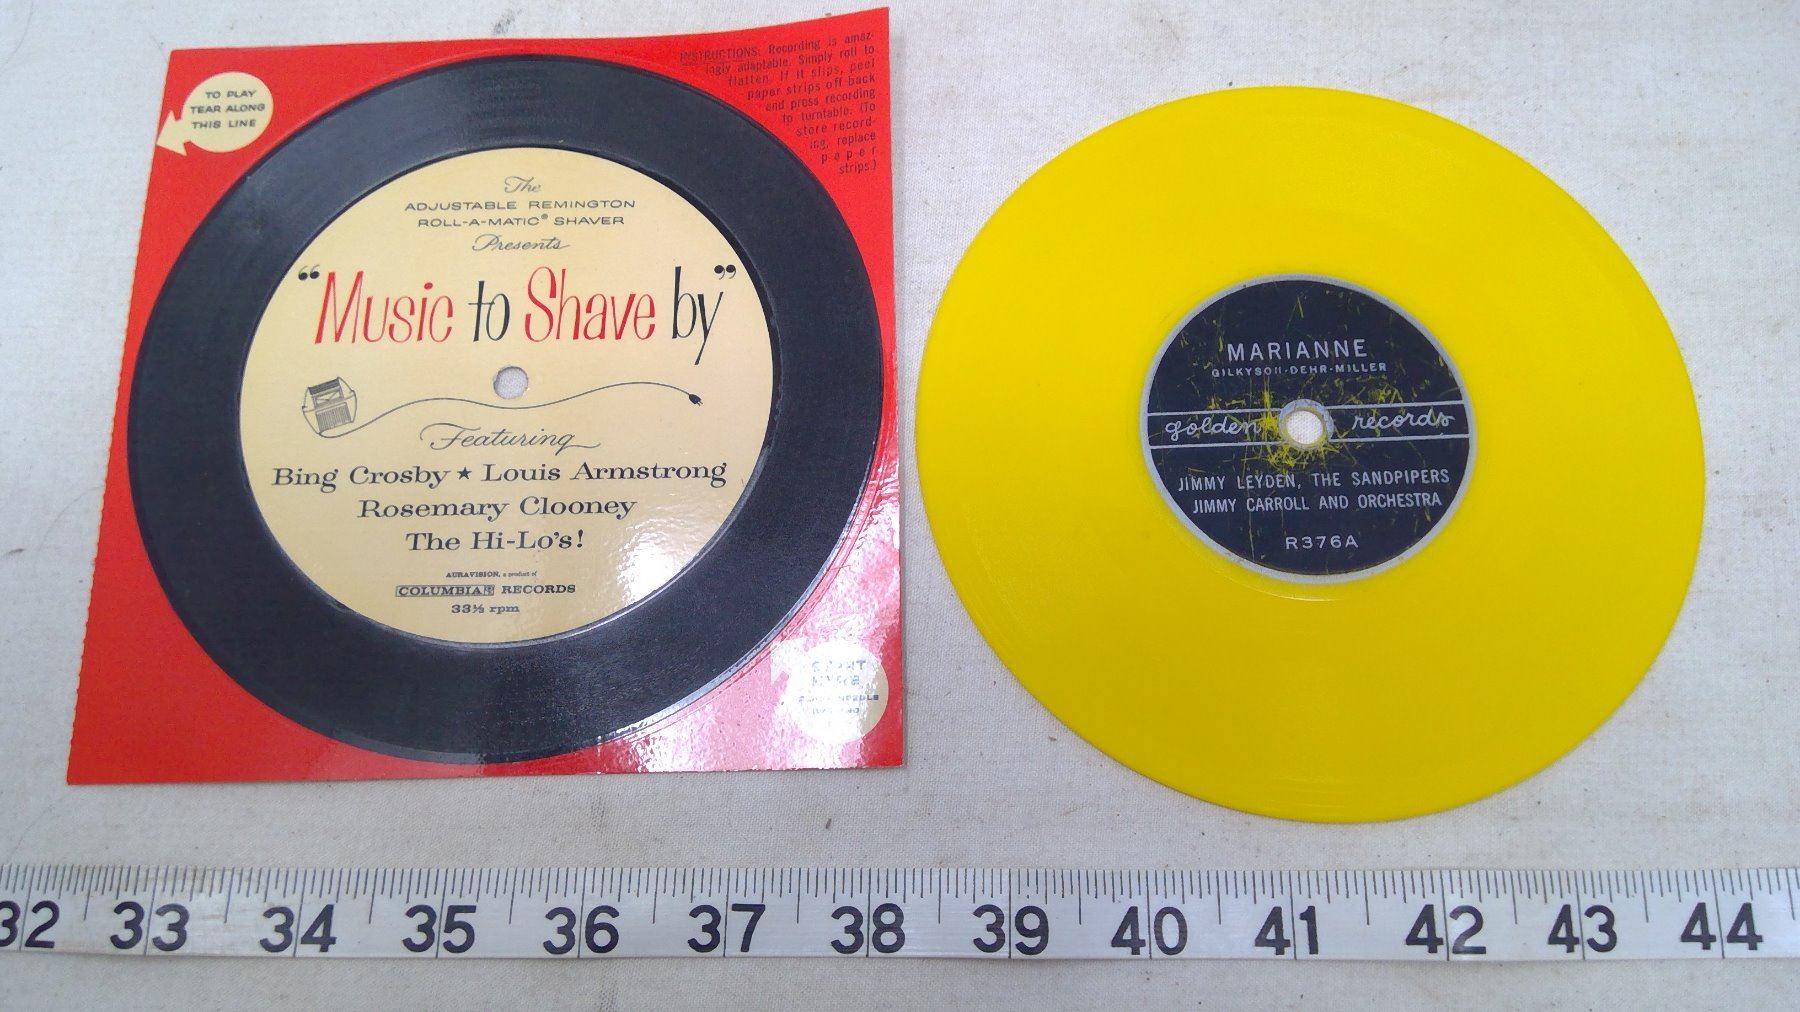 TO PLAY
TEAR ALONG
THIS LINE
INSTRUCTIONS: Recording is amaz-
ingly adaptable. Simply roll to
flatten. If it slips, peel
paper strips off back
and press recording
to turntable. (To
store record-
ing, replace
paper
strips.)
The
ADJUSTABLE REMINGTON
ROLL-A-MATIC® SHAVER
Presents
"Music to Shave by"
Featuring
Bing Crosby ★ Louis Armstrong
Rosemary Clooney
The Hi-Lo's!
AURAVISION, a product of
COLUMBIA RECORDS
33⅓ rpm
MARIANNE
GILKYSON-DEHR-MILLER
golden records
JIMMY LEYDEN, THE SANDPIPERS
JIMMY CARROLL AND ORCHESTRA
R376A
32 33 34 35 36 37 38 39 40 41 42 43 44